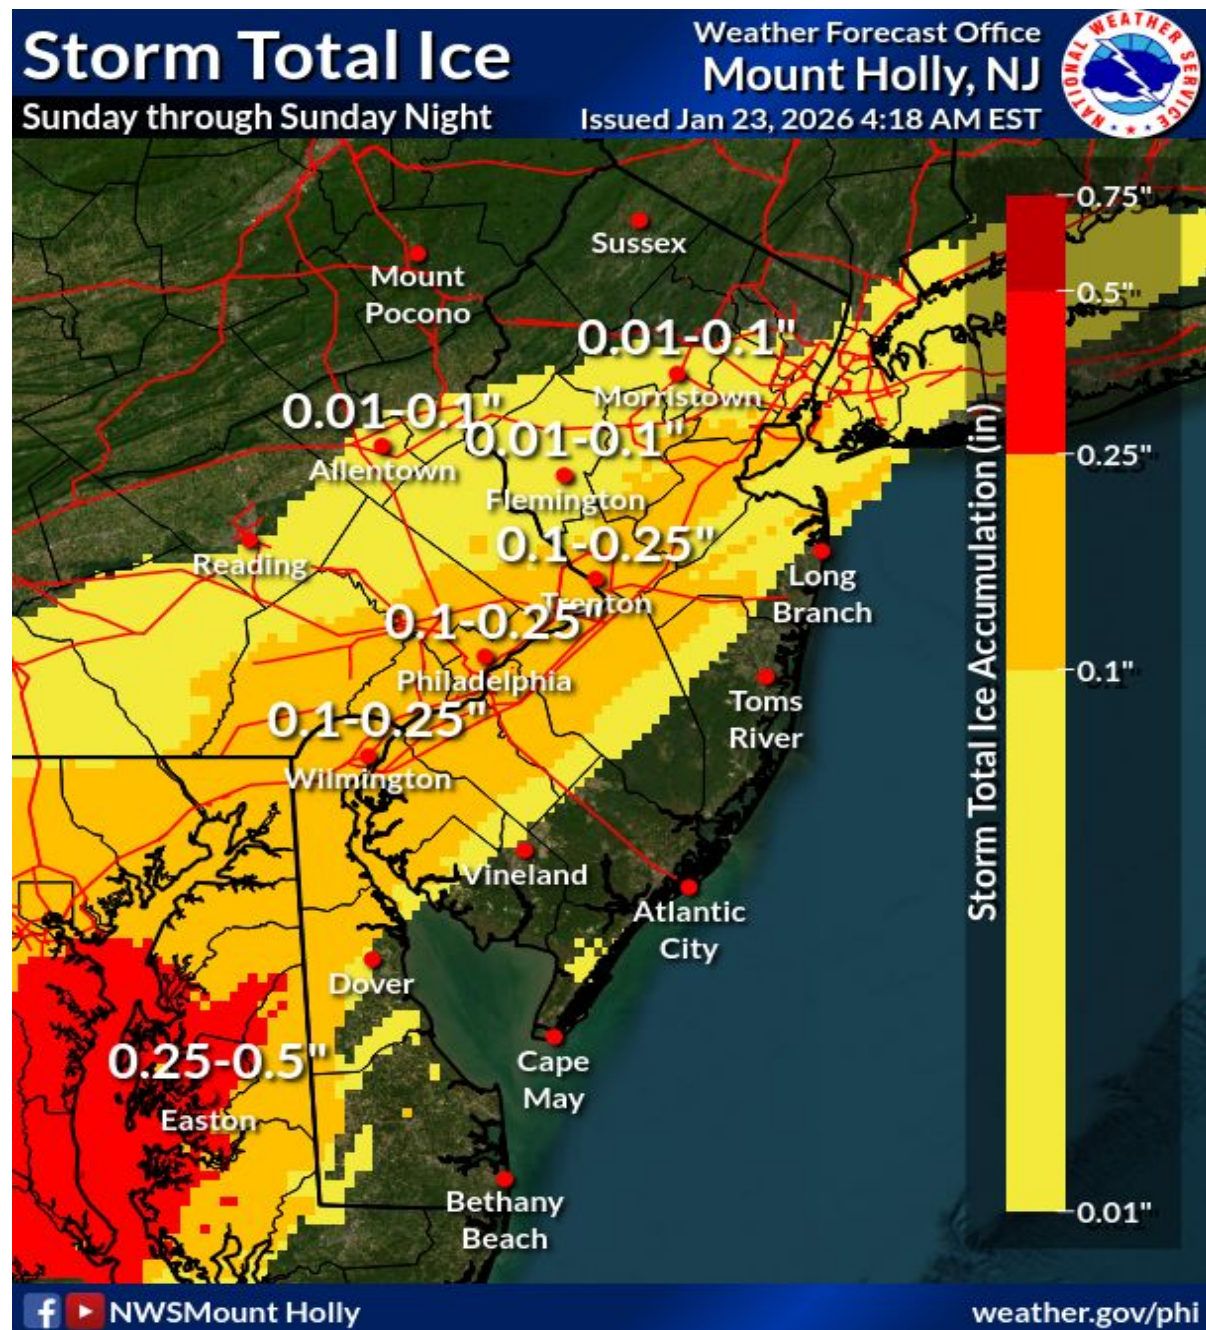 Storm Total Ice
Sunday through Sunday Night
Weather Forecast Office
Mount Holly, NJ
Issued Jan 23, 2026 4:18 AM EST
NATIONAL WEATHER SERVICE
0.75"
Sussex
Mount
Pocono
0.5"
0.01-0.1"
Morristown
0.01-0.1"
Allentown
0.01-0.1"
Flemington
0.25"
0.1-0.25"
Trenton
Reading
Long
Branch
0.1-0.25"
Philadelphia
0.1"
Toms
River
0.1-0.25"
Wilmington
Storm Total Ice Accumulation (in)
Vineland
Atlantic
City
Dover
Cape
May
0.25-0.5"
Easton
Bethany
Beach
0.01"
NWSMount Holly
weather.gov/phi